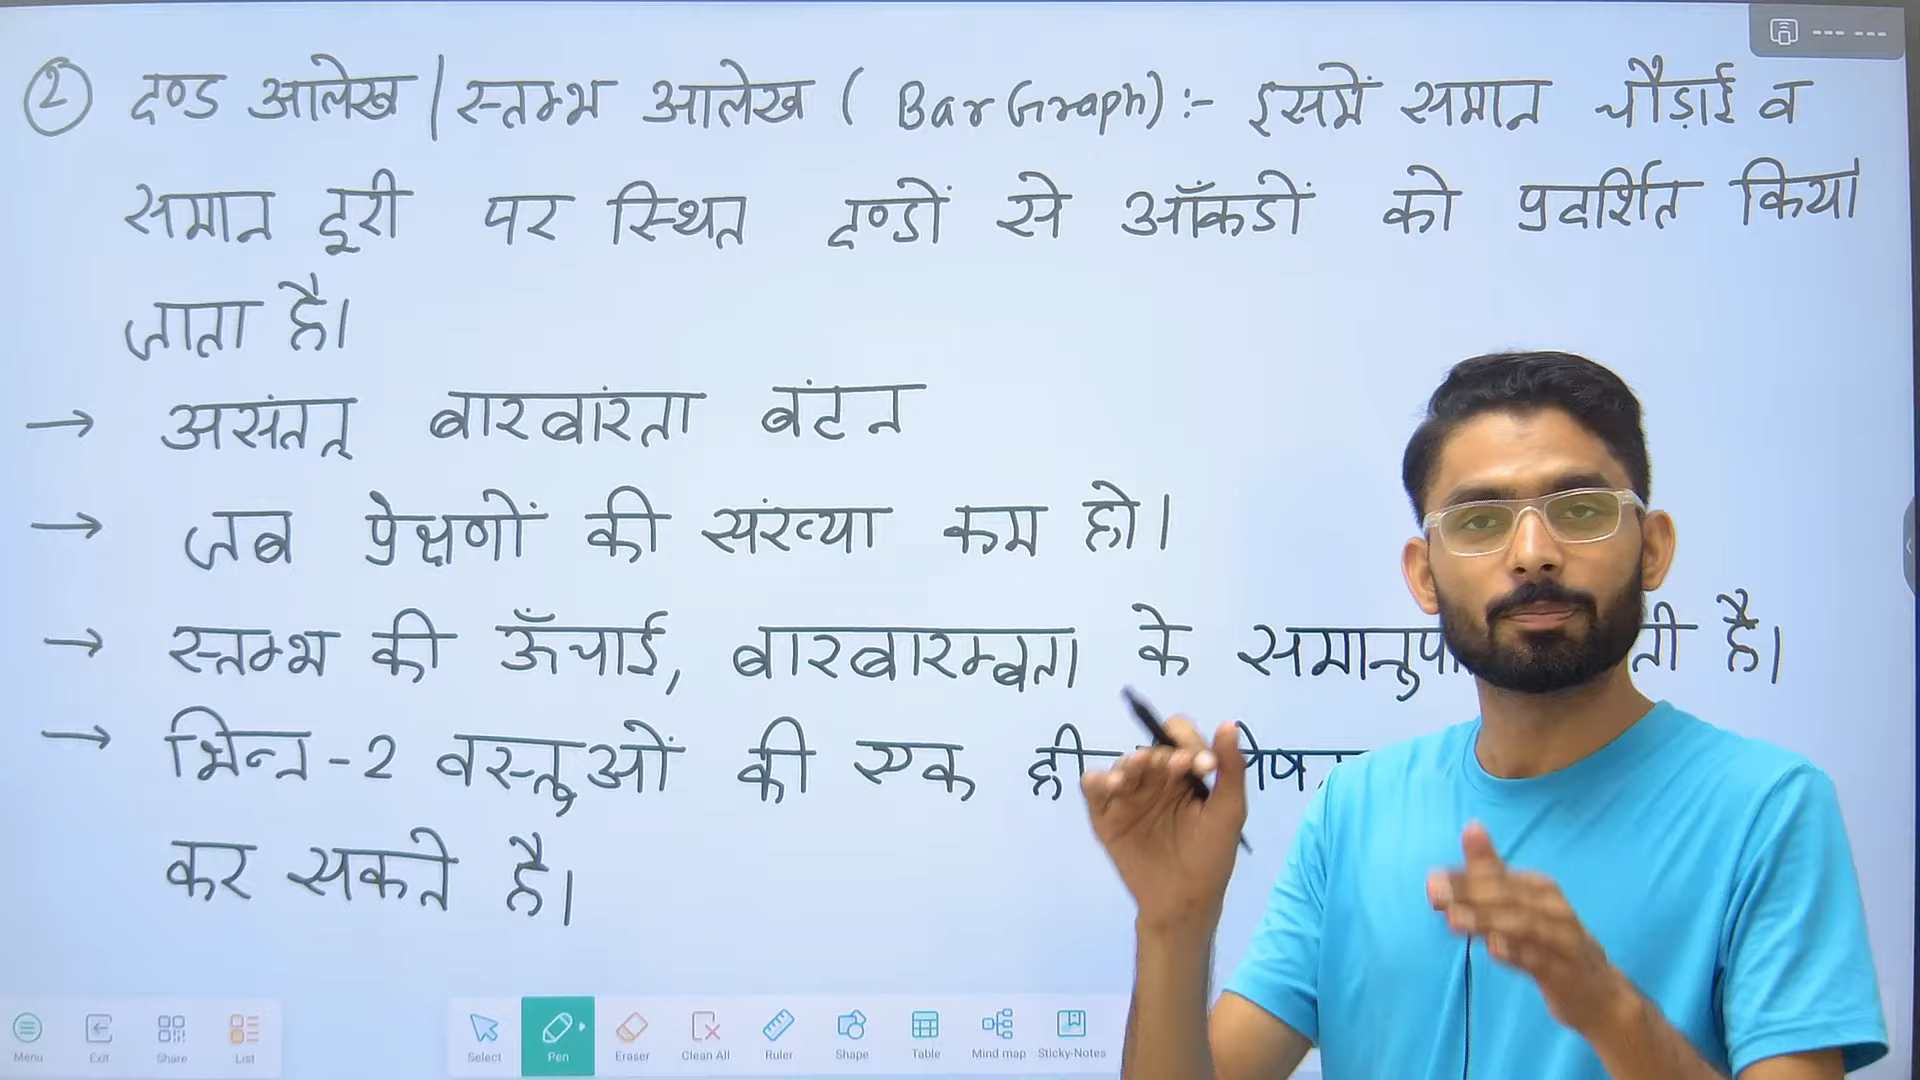 ② दण्ड आलेख | स्तम्भ आलेख ( Bar Graph) :- इसमें समान चौड़ाई व
समान दूरी पर स्थित दण्डों से आँकडों को प्रदर्शित किया
जाता है।
→ असंतत् बारबांरता बंटन
→ जब प्रेक्षणों की संख्या कम हो।
→ स्तम्भ की ऊँचाई, बारबारम्बता के है।
→ भिन्न-2 वस्तुओं की एक ही
कर सकते है।
Menu Exit Share List Select Pen Eraser Clean All Ruler Shape Table Mind map Sticky-Notes